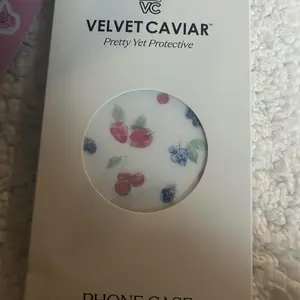 VC
VELVET CAVIAR™
Pretty Yet Protective
PHONE CASE